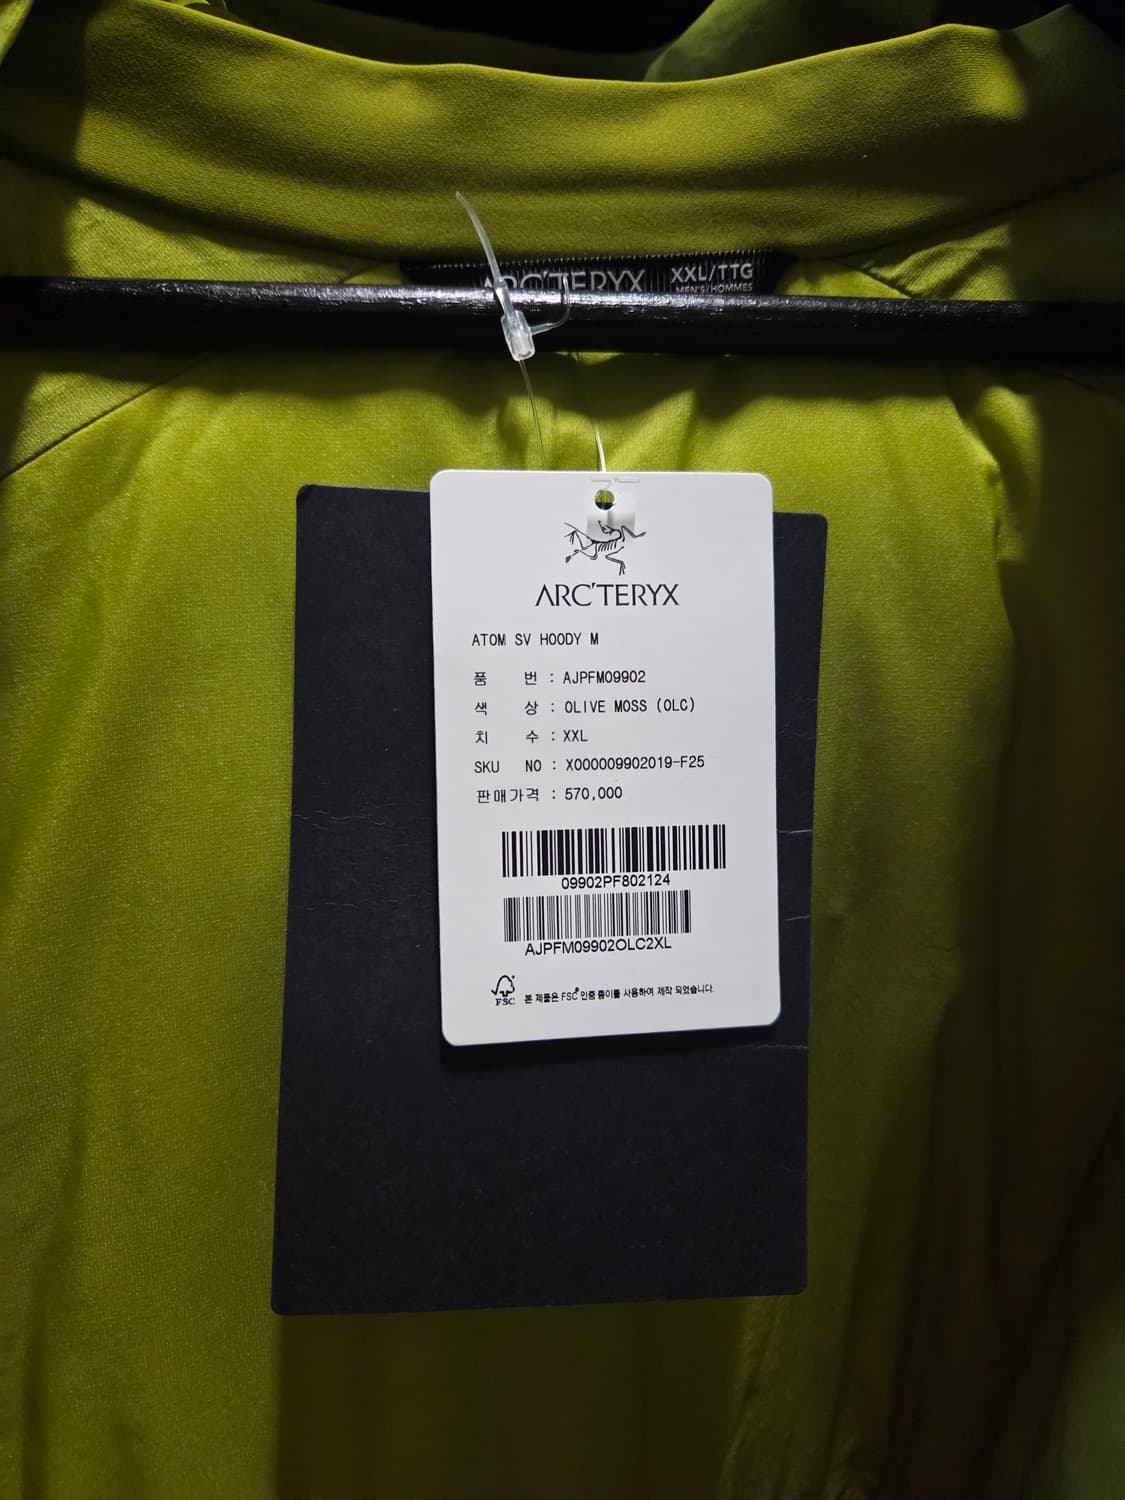 ARC'TERYX XXL/TTG
MEN'S/HOMMES
ARC'TERYX
ATOM SV HOODY M
품 번 : AJPFM09902
색 상 : OLIVE MOSS (OLC)
치 수 : XXL
SKU NO : X000009902019-F25
판매가격 : 570,000
09902PF802124
AJPFM09902OLC2XL
FSC 본 제품은 FSC® 인증 종이를 사용하여 제작 되었습니다.